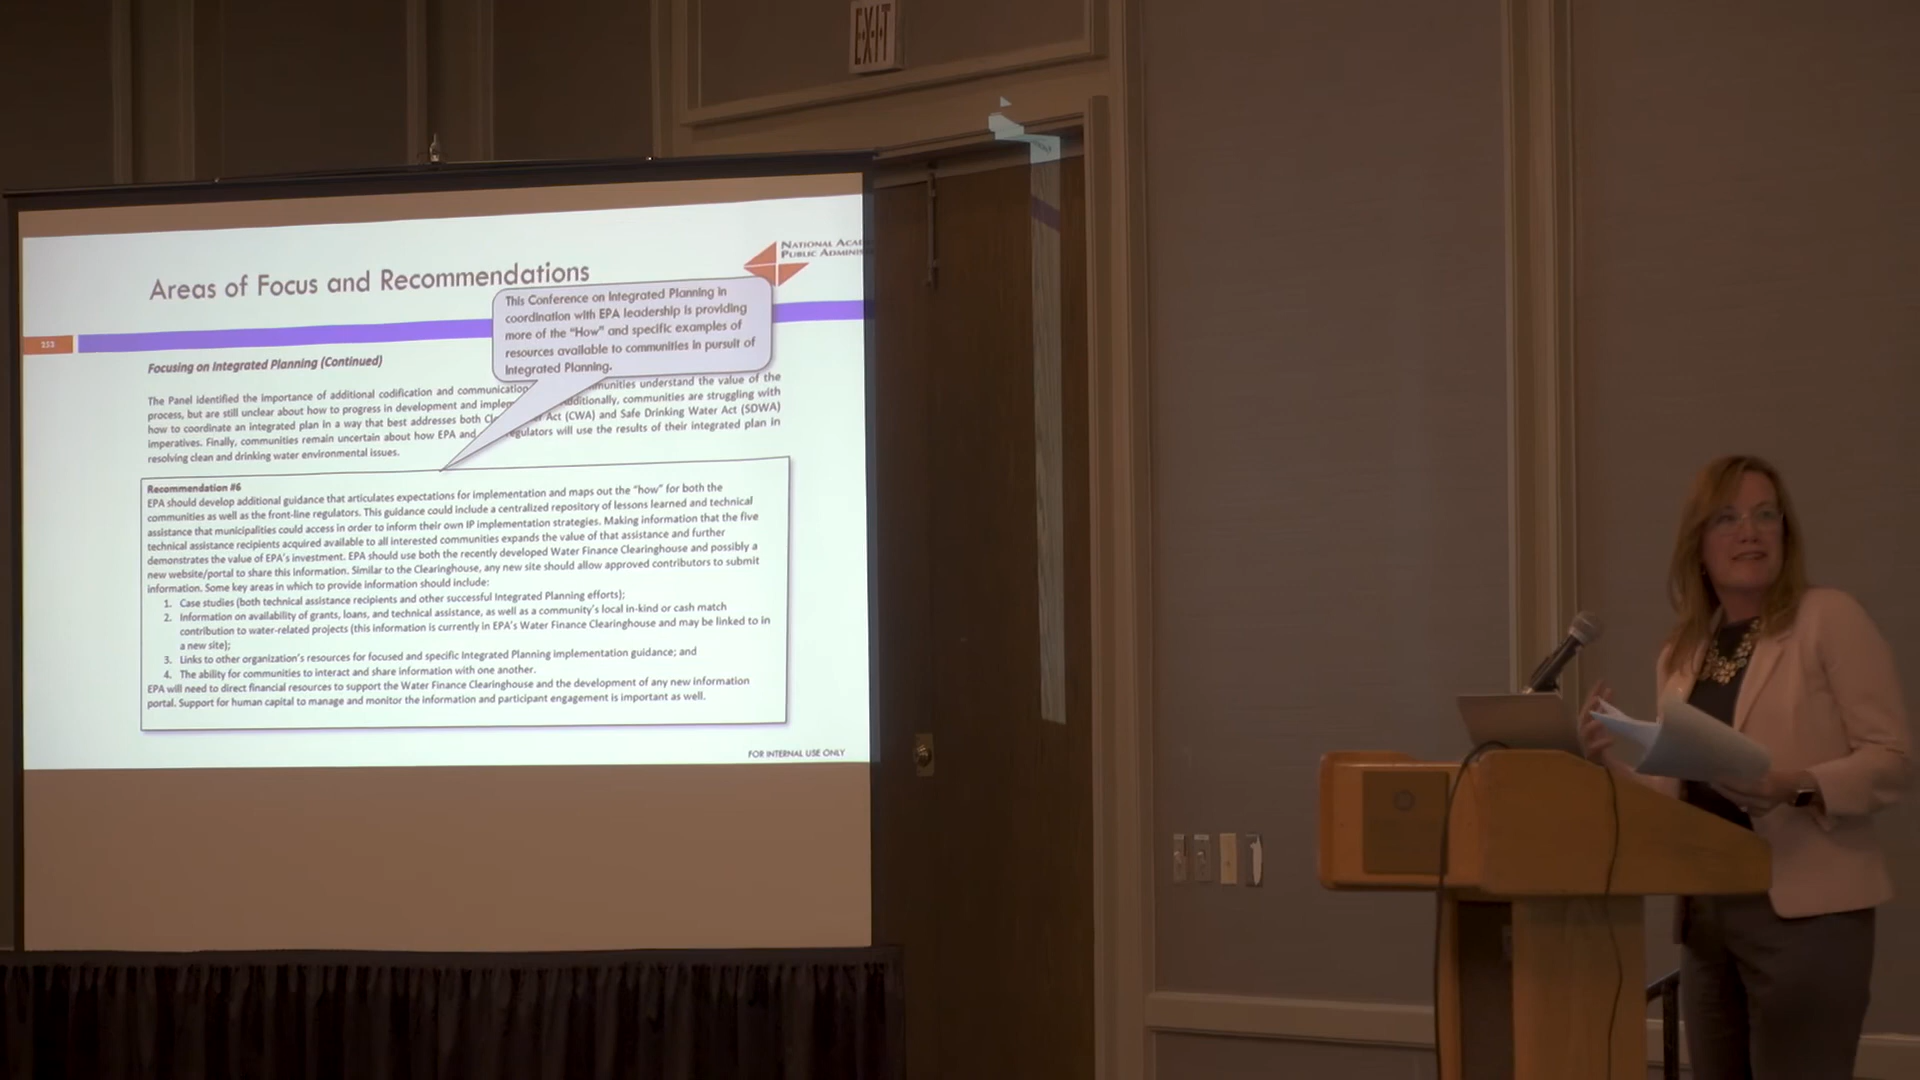 EXIT
NATIONAL ACA
PUBLIC ADMINIS
Areas of Focus and Recommendations
This Conference on Integrated Planning in
coordination with EPA leadership is providing
more of the “How” and specific examples of
resources available to communities in pursuit of
Integrated Planning.
253
Focusing on Integrated Planning (Continued)
The Panel identified the importance of additional codification and communication munities understand the value of the
process, but are still unclear about how to progress in development and implem ditionally, communities are struggling with
how to coordinate an integrated plan in a way that best addresses both Cl Act (CWA) and Safe Drinking Water Act (SDWA)
imperatives. Finally, communities remain uncertain about how EPA and regulators will use the results of their integrated plan in
resolving clean and drinking water environmental issues.
Recommendation #6
EPA should develop additional guidance that articulates expectations for implementation and maps out the “how” for both the
communities as well as the front-line regulators. This guidance could include a centralized repository of lessons learned and technical
assistance that municipalities could access in order to inform their own IP implementation strategies. Making information that the five
technical assistance recipients acquired available to all interested communities expands the value of that assistance and further
demonstrates the value of EPA’s investment. EPA should use both the recently developed Water Finance Clearinghouse and possibly a
new website/portal to share this information. Similar to the Clearinghouse, any new site should allow approved contributors to submit
information. Some key areas in which to provide information should include:
1. Case studies (both technical assistance recipients and other successful Integrated Planning efforts);
2. Information on availability of grants, loans, and technical assistance, as well as a community’s local in-kind or cash match
contribution to water-related projects (this information is currently in EPA’s Water Finance Clearinghouse and may be linked to in
a new site);
3. Links to other organization’s resources for focused and specific Integrated Planning implementation guidance; and
4. The ability for communities to interact and share information with one another.
EPA will need to direct financial resources to support the Water Finance Clearinghouse and the development of any new information
portal. Support for human capital to manage and monitor the information and participant engagement is important as well.
FOR INTERNAL USE ONLY